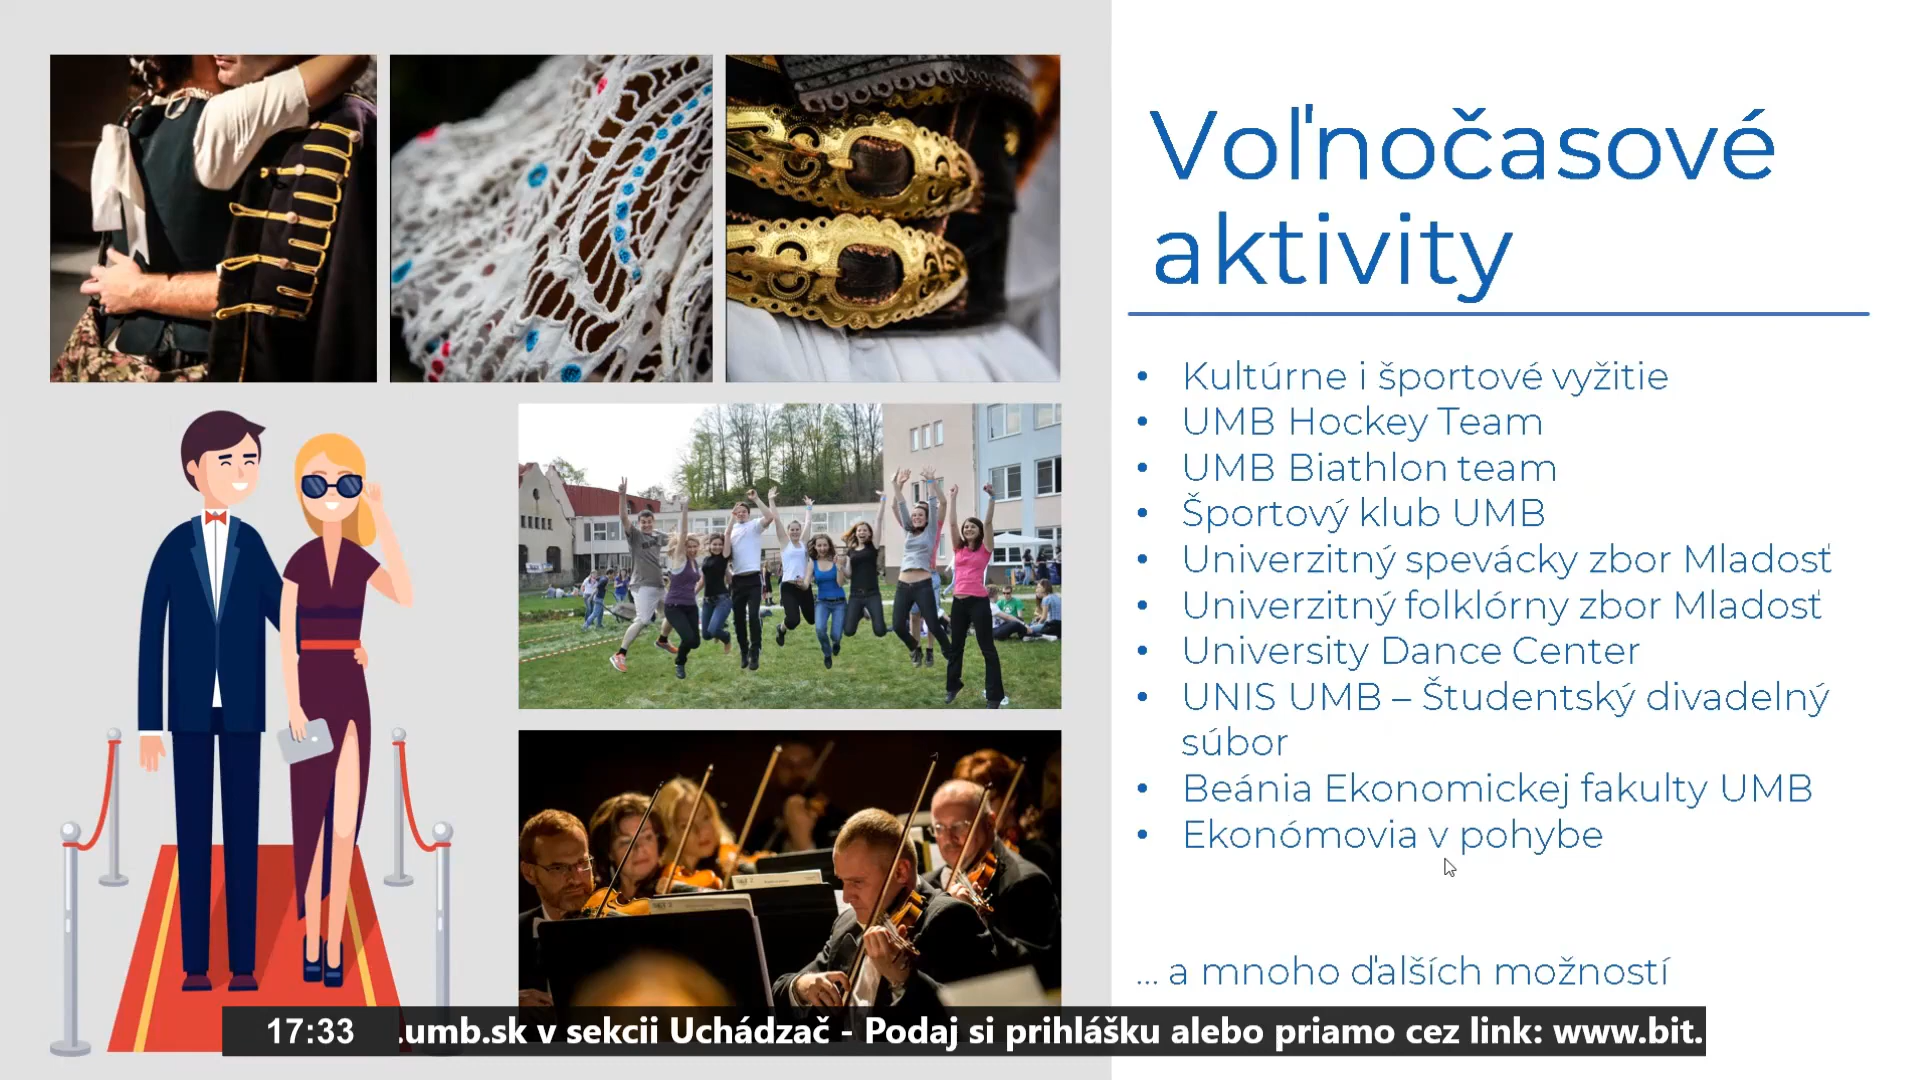 Voľnočasové
aktivity
• Kultúrne i športové vyžitie
• UMB Hockey Team
• UMB Biathlon team
• Športový klub UMB
• Univerzitný spevácky zbor Mladosť
• Univerzitný folklórny zbor Mladosť
• University Dance Center
• UNIS UMB – Študentský divadelný
súbor
• Beánia Ekonomickej fakulty UMB
• Ekonómovia v pohybe
... a mnoho ďalších možností
17:33 .umb.sk v sekcii Uchádzač - Podaj si prihlášku alebo priamo cez link: www.bit.